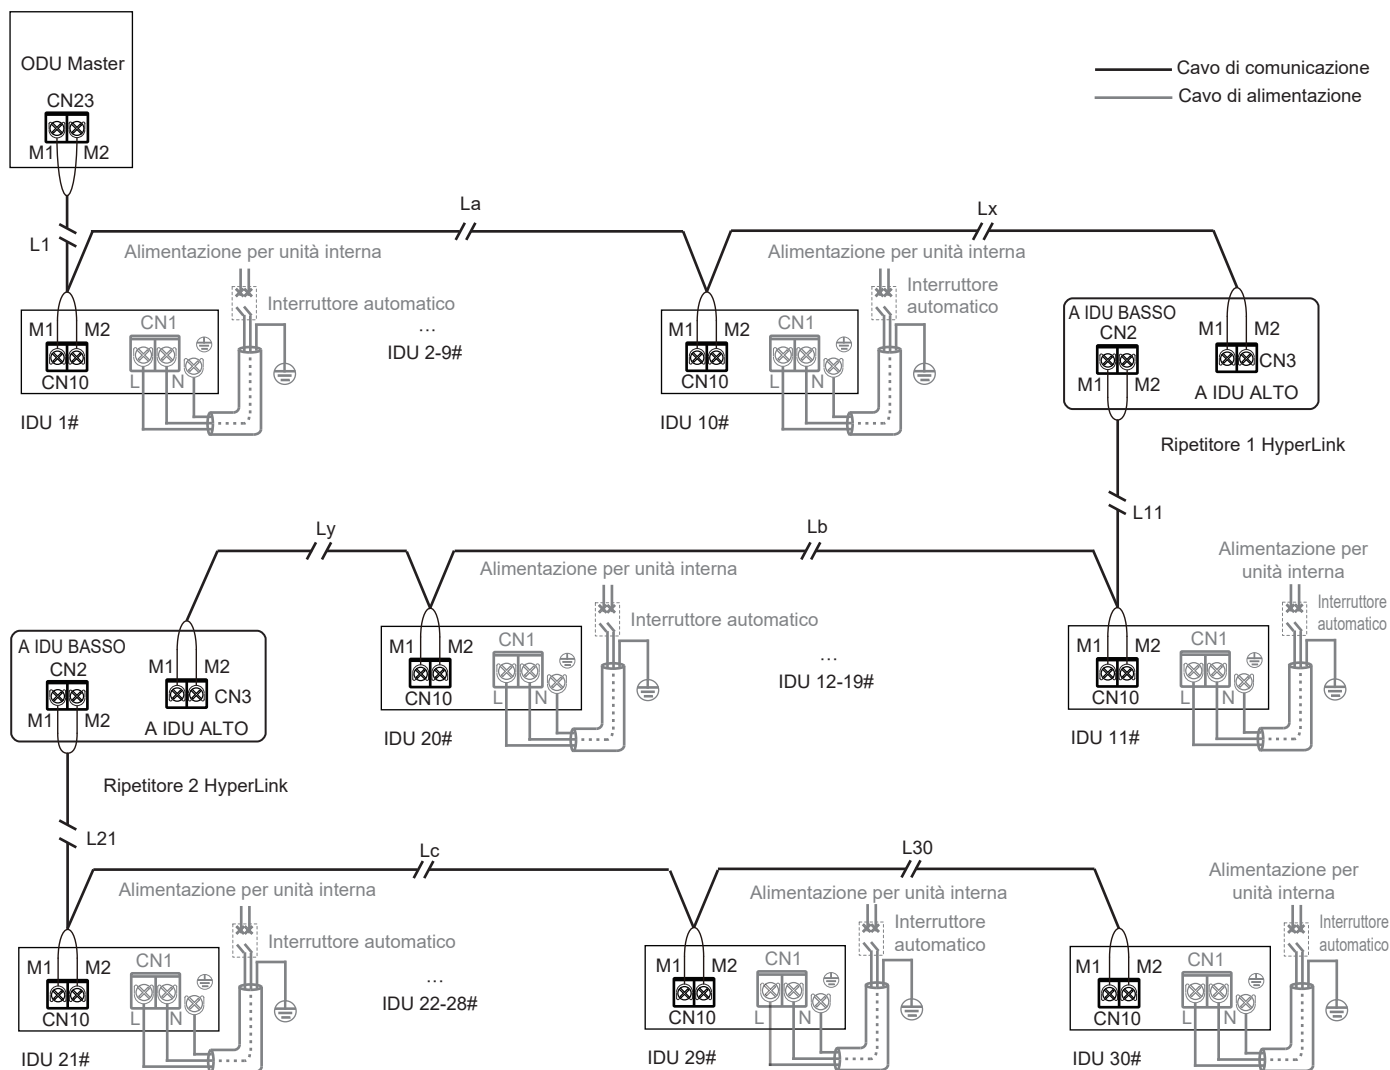 ODU Master
CN23
M1 M2
Cavo di comunicazione
Cavo di alimentazione
L1
La
Lx
Alimentazione per unità interna
Interruttore automatico
M1 M2
CN1
CN10
L N
IDU 1#
...
IDU 2-9#
Alimentazione per unità interna
Interruttore
automatico
M1 M2
CN1
CN10
L N
IDU 10#
A IDU BASSO
CN2
M1 M2
M1 M2
CN3
A IDU ALTO
Ripetitore 1 HyperLink
L11
Ly
Lb
A IDU BASSO
CN2
M1 M2
M1 M2
CN3
A IDU ALTO
Ripetitore 2 HyperLink
Alimentazione per unità interna
Interruttore automatico
M1 M2
CN1
CN10
L N
IDU 20#
...
IDU 12-19#
Alimentazione per
unità interna
Interruttore
automatico
M1 M2
CN1
CN10
L N
IDU 11#
L21
Lc
L30
Alimentazione per unità interna
Interruttore automatico
M1 M2
CN1
CN10
L N
IDU 21#
...
IDU 22-28#
Alimentazione per unità interna
Interruttore
automatico
M1 M2
CN1
CN10
L N
IDU 29#
Alimentazione per
unità interna
Interruttore
automatico
M1 M2
CN1
CN10
L N
IDU 30#